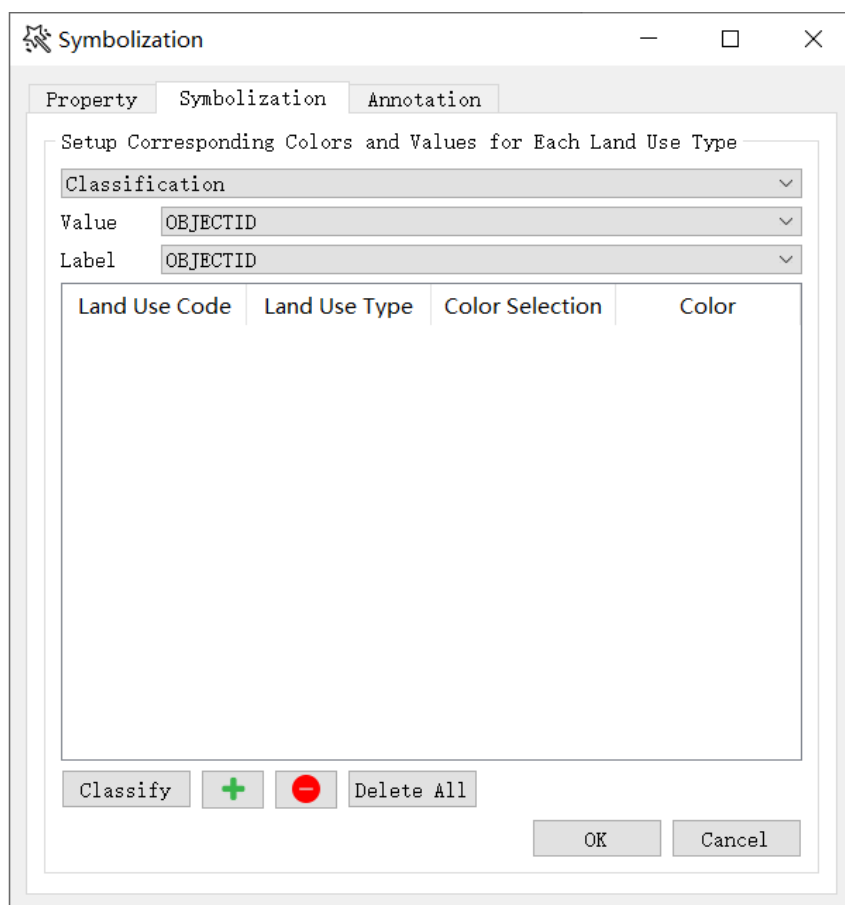 Symbolization
Property Symbolization Annotation
Setup Corresponding Colors and Values for Each Land Use Type
Classification
Value OBJECTID
Label OBJECTID
Land Use Code Land Use Type Color Selection Color
Classify Delete All
OK Cancel